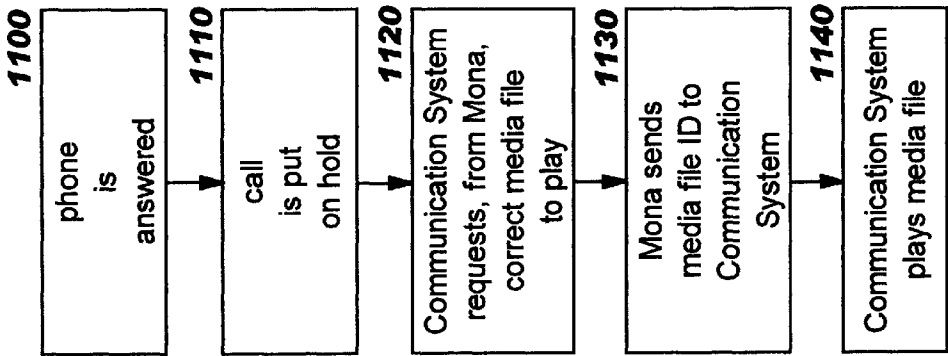 1100
phone
is
answered
1110
call
is put
on hold
1120
Communication System
requests, from Mona,
correct media file
to play
1130
Mona sends
media file ID to
Communication
System
1140
Communication System
plays media file